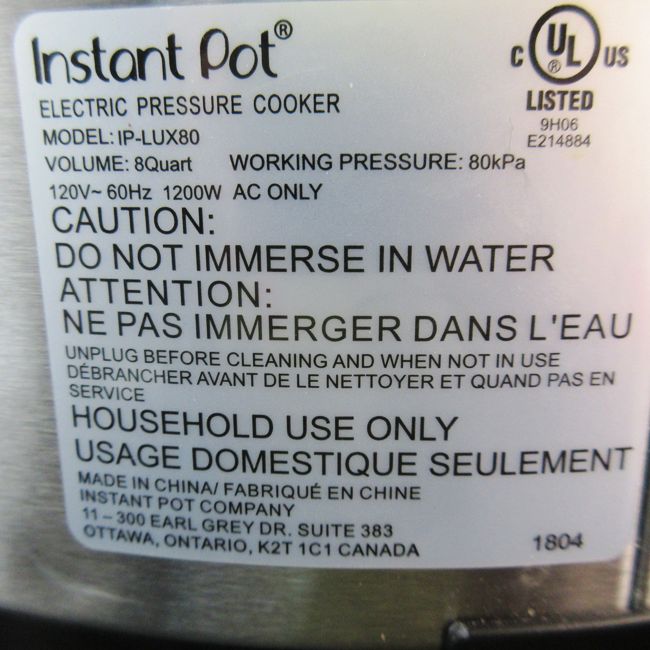 Instant Pot®
ELECTRIC PRESSURE COOKER
C UL® US
LISTED
9H06
E214884
MODEL: IP-LUX80
VOLUME: 8Quart WORKING PRESSURE: 80kPa
120V~ 60Hz 1200W AC ONLY
CAUTION:
DO NOT IMMERSE IN WATER
ATTENTION:
NE PAS IMMERGER DANS L'EAU
UNPLUG BEFORE CLEANING AND WHEN NOT IN USE
DÉBRANCHER AVANT DE LE NETTOYER ET QUAND PAS EN
SERVICE
HOUSEHOLD USE ONLY
USAGE DOMESTIQUE SEULEMENT
MADE IN CHINA/ FABRIQUÉ EN CHINE
INSTANT POT COMPANY
11 – 300 EARL GREY DR. SUITE 383
OTTAWA, ONTARIO, K2T 1C1 CANADA
1804